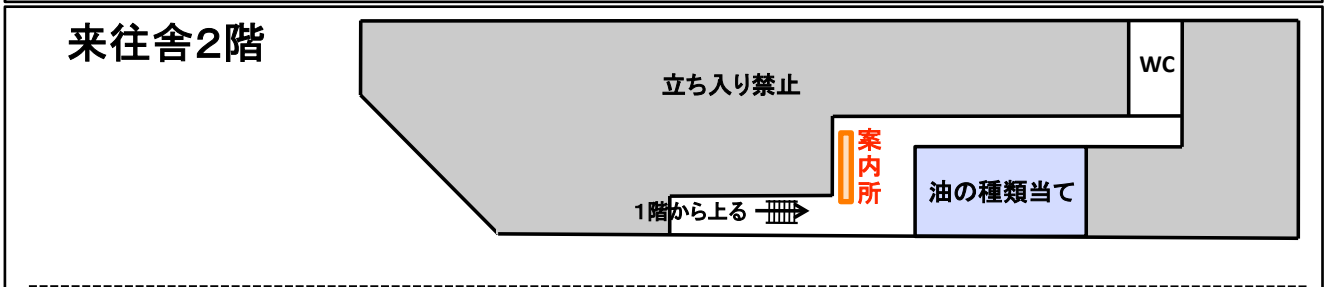 来往舎2階
立ち入り禁止
WC
案内所
油の種類当て
1階から上る